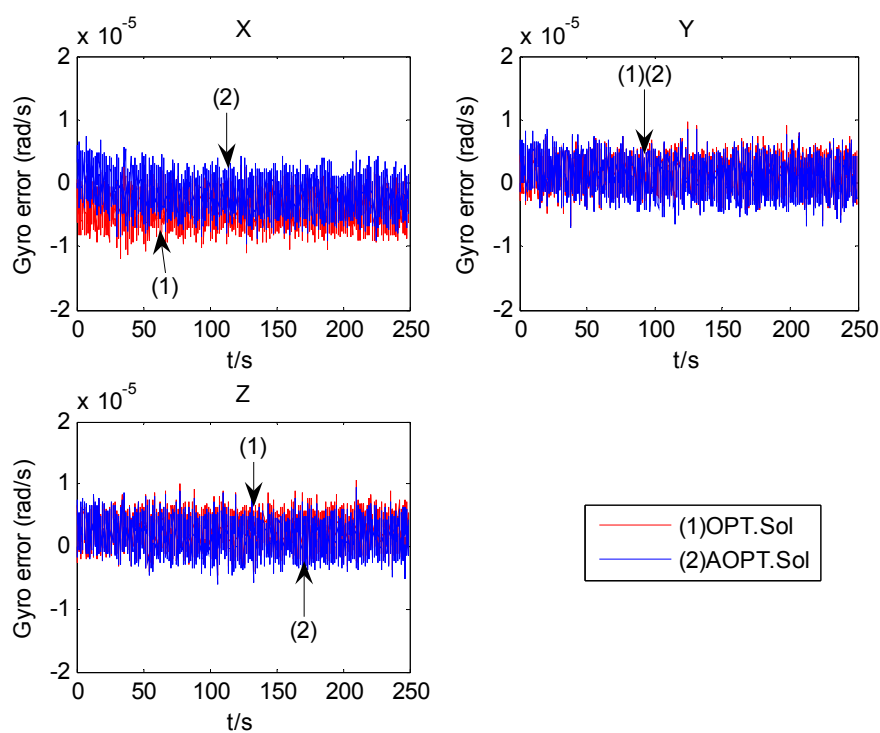 x 10^-5
X
Gyro error (rad/s)
2
1
0
-1
-2
(2)
(1)
0 50 100 150 200 250
t/s
x 10^-5
Y
Gyro error (rad/s)
2
1
0
-1
-2
(1)(2)
0 50 100 150 200 250
t/s
x 10^-5
Z
Gyro error (rad/s)
2
1
0
-1
-2
(1)
(2)
0 50 100 150 200 250
t/s
(1)OPT.Sol
(2)AOPT.Sol